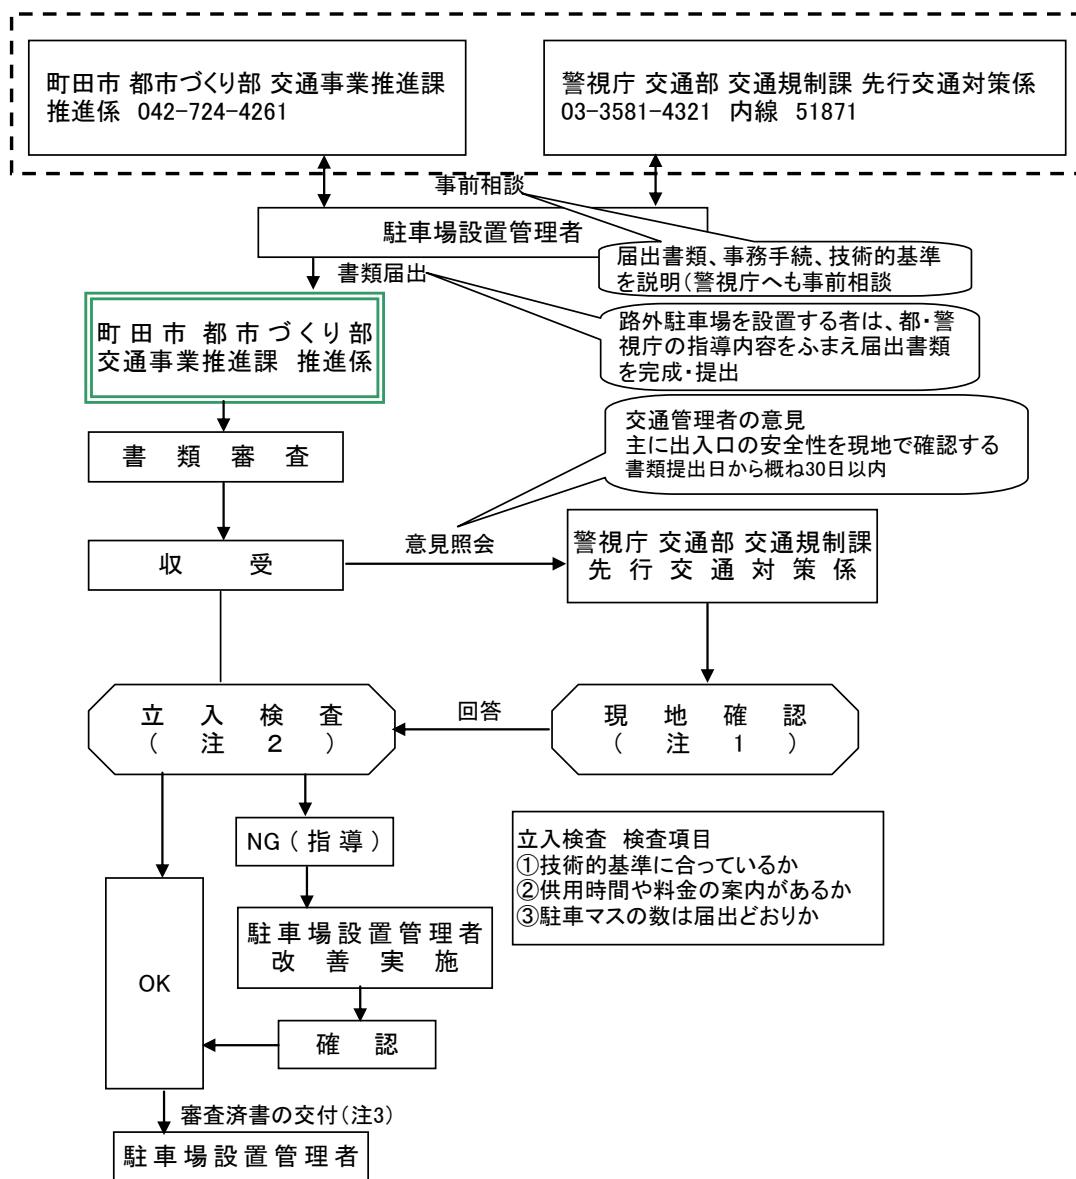 町田市 都市づくり部 交通事業推進課
推進係 042-724-4261
警視庁 交通部 交通規制課 先行交通対策係
03-3581-4321 内線 51871
事前相談
駐車場設置管理者
届出書類、事務手続、技術的基準
を説明(警視庁へも事前相談
書類届出
路外駐車場を設置する者は、都・警
視庁の指導内容をふまえ届出書類
を完成・提出
町田市 都市づくり部
交通事業推進課 推進係
交通管理者の意見
主に出入口の安全性を現地で確認する
書類提出日から概ね30日以内
書類審査
収受
意見照会
警視庁 交通部 交通規制課
先行交通対策係
立入検査
(注2)
回答
現地確認
(注1)
NG(指導)
立入検査 検査項目
①技術的基準に合っているか
②供用時間や料金の案内があるか
③駐車マスの数は届出どおりか
駐車場設置管理者
改善実施
OK
確認
審査済書の交付(注3)
駐車場設置管理者